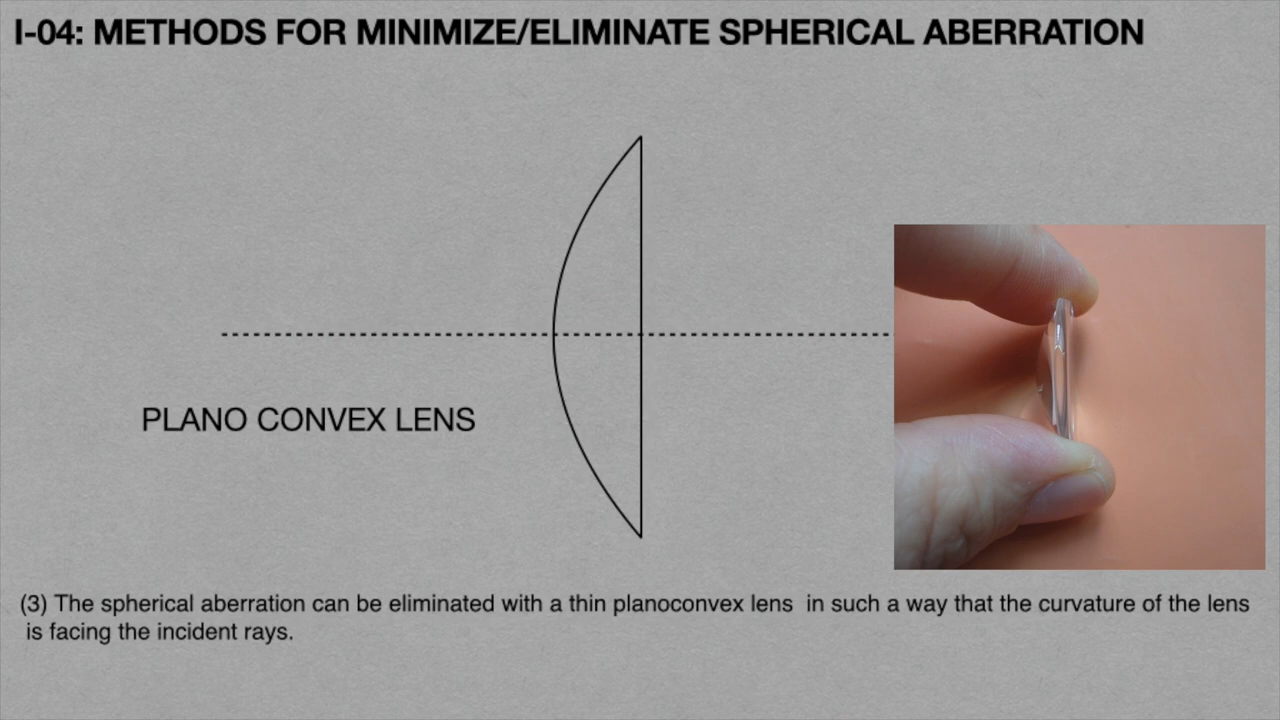 I-04: METHODS FOR MINIMIZE/ELIMINATE SPHERICAL ABERRATION
PLANO CONVEX LENS
(3) The spherical aberration can be eliminated with a thin planoconvex lens in such a way that the curvature of the lens
is facing the incident rays.